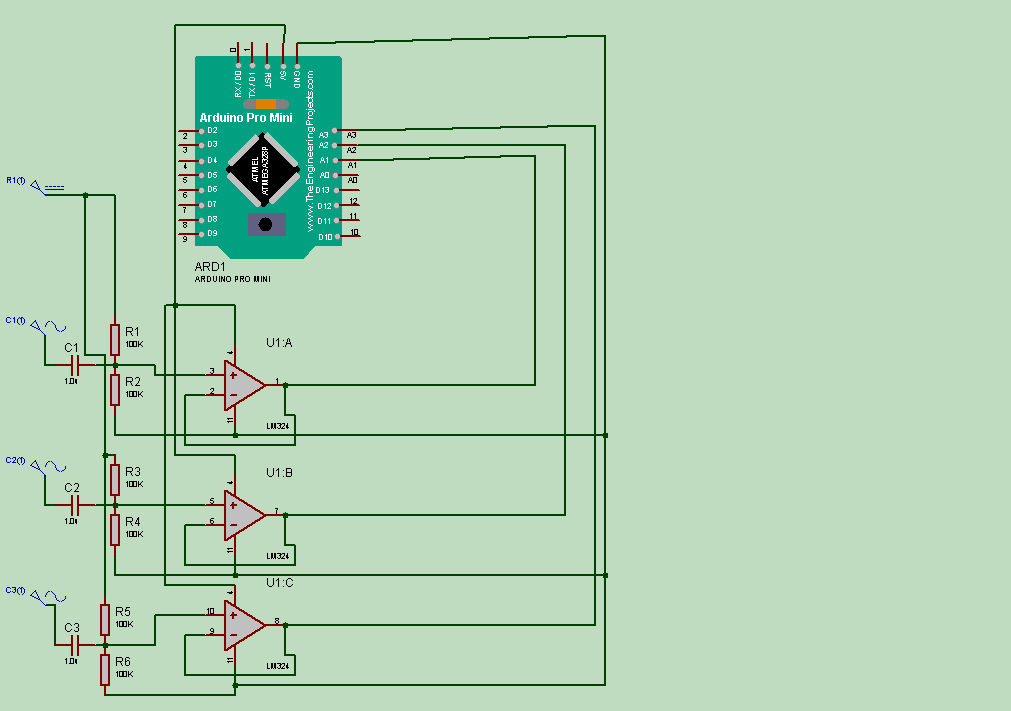 0
1
D0/RX
TX/D1
RST
5V
GND
Arduino Pro Mini
www.TheEngineeringProjects.com
ATMEL
ATMEGA328P
2 D2
3 D3
4 D4
5 D5
6 D6
7 D7
8 D8
9 D9
A3 A3
A2 A2
A1 A1
A0 A0
D13
D12 12
D11 11
D10 10
ARD1
ARDUINO PRO MINI
R1(1)
C1(1)
C1
1.0u
R1
100K
R2
100K
U1:A
3
2
1
4
11
LM324
C2(1)
C2
1.0u
R3
100K
R4
100K
U1:B
5
6
7
4
11
LM324
C3(1)
C3
1.0u
R5
100K
R6
100K
U1:C
10
9
8
4
11
LM324